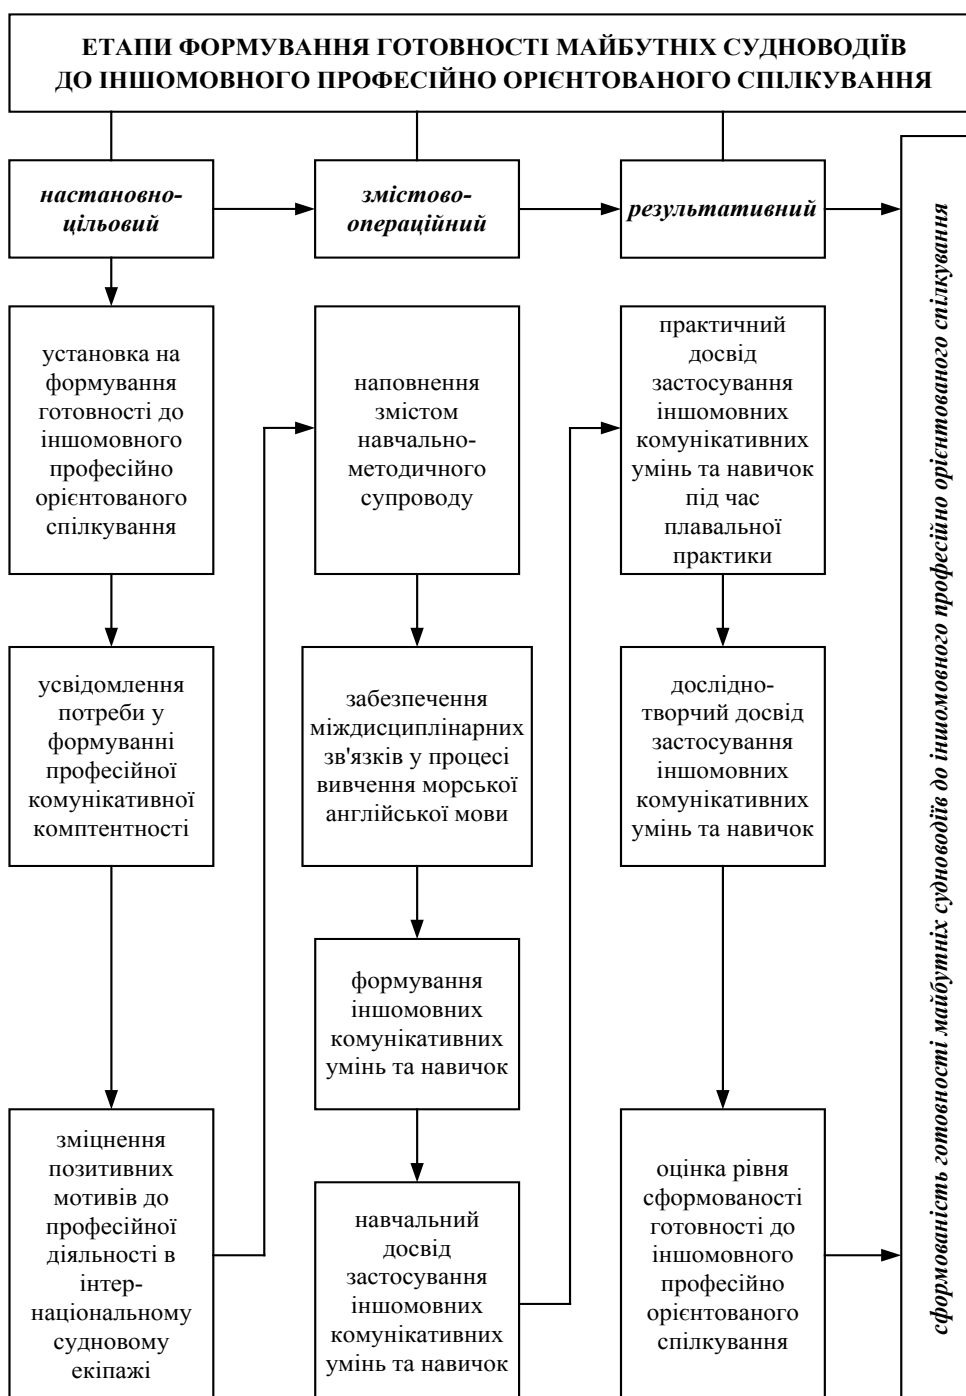 ЕТАПИ ФОРМУВАННЯ ГОТОВНОСТІ МАЙБУТНІХ СУДНОВОДІЇВ
ДО ІНШОМОВНОГО ПРОФЕСІЙНО ОРІЄНТОВАНОГО СПІЛКУВАННЯ
настановно-
цільовий
змістово-
операційний
результативний
установка на
формування
готовності до
іншомовного
професійно
орієнтованого
спілкування
усвідомлення
потреби у
формуванні
професійної
комунікативної
комптентності
зміцнення
позитивних
мотивів до
професійної
діяльності в
інтер-
національному
судновому
екіпажі
наповнення
змістом
навчально-
методичного
супроводу
забезпечення
міждисциплінарних
зв'язків у процесі
вивчення морської
англійської мови
формування
іншомовних
комунікативних
умінь та навичок
навчальний
досвід
застосування
іншомовних
комунікативних
умінь та навичок
практичний
досвід
застосування
іншомовних
комунікативних
умінь та навичок
під час
плавальної
практики
дослідно-
творчий досвід
застосування
іншомовних
комунікативних
умінь та навичок
оцінка рівня
сформованості
готовності до
іншомовного
професійно
орієнтованого
спілкування
сформованість готовності майбутніх судноводіїв до іншомовного професійно орієнтованого спілкування